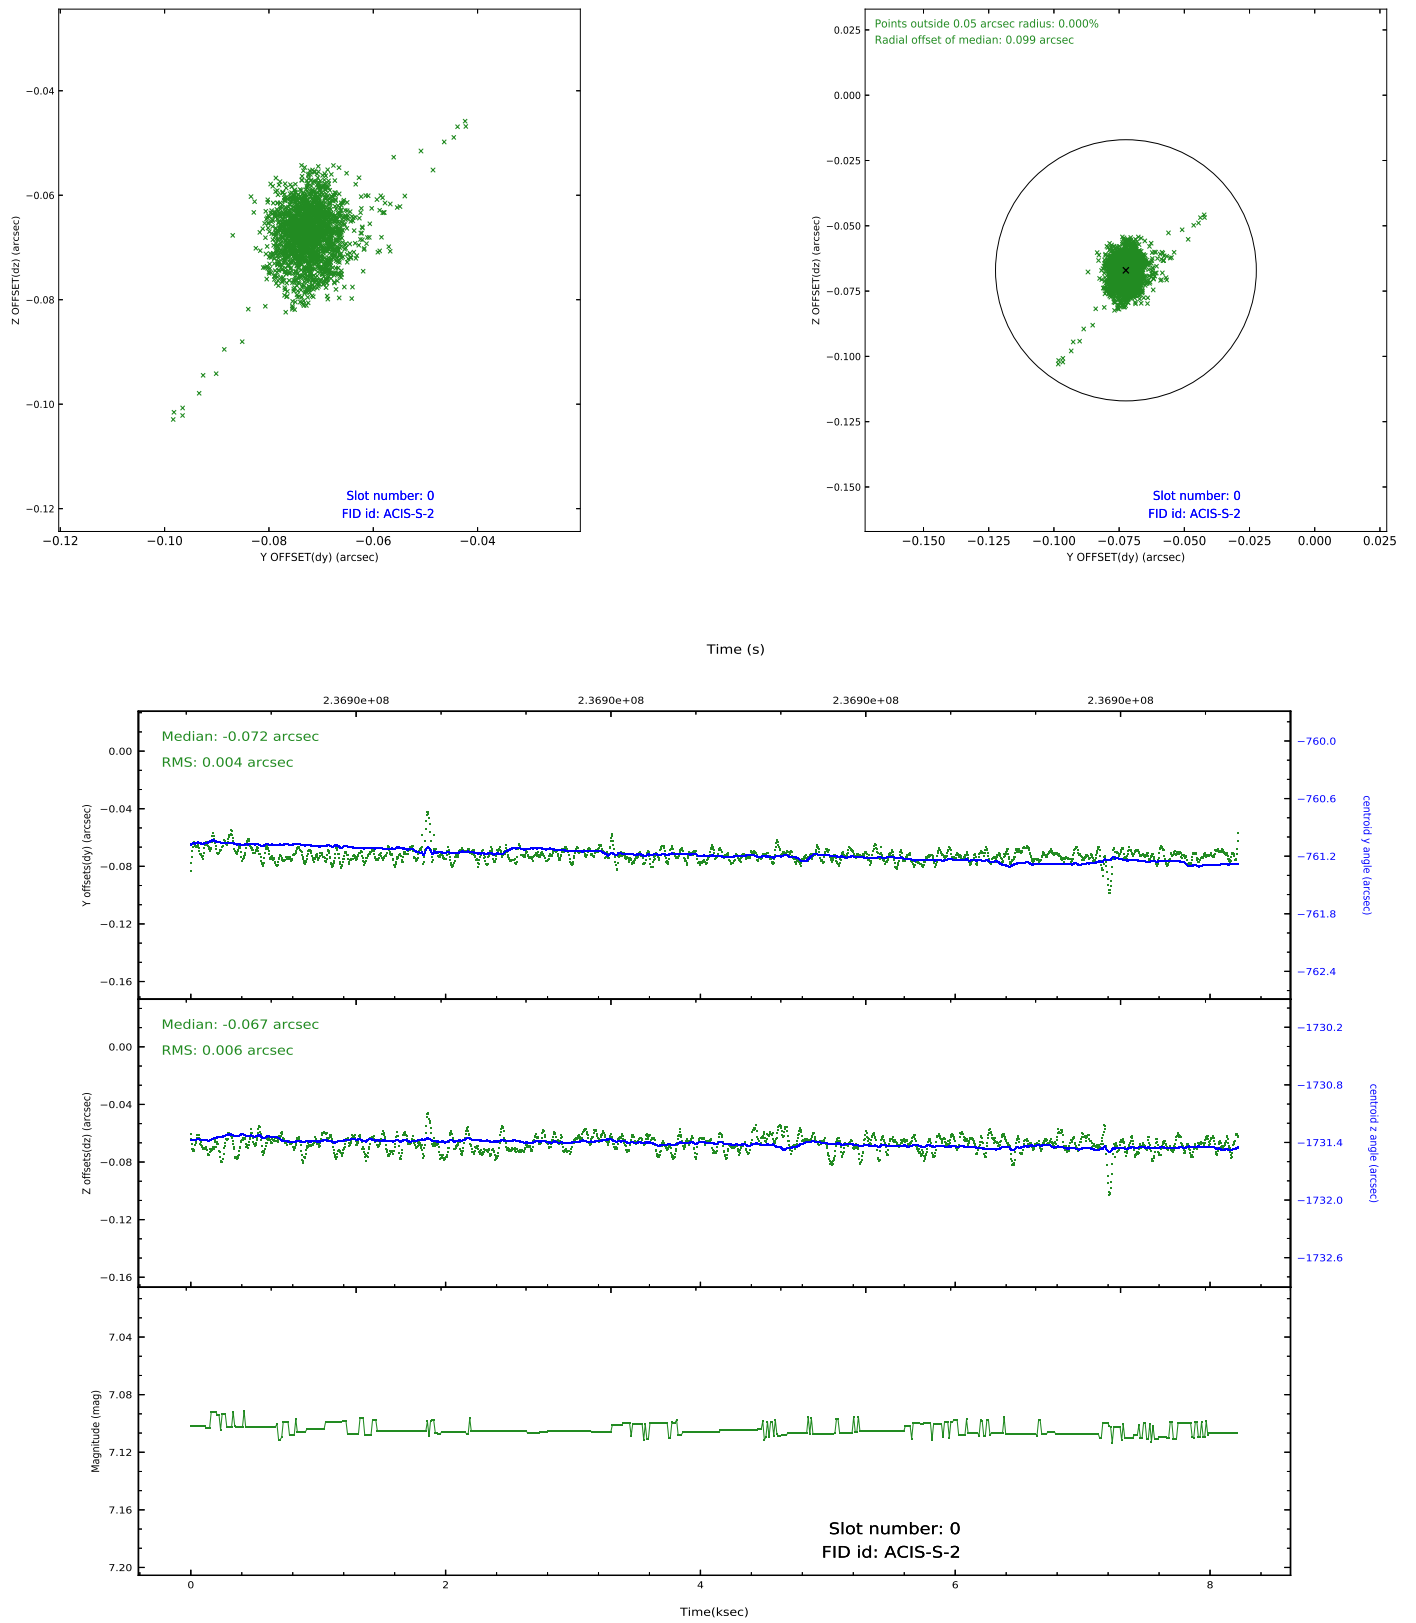 −0.04
−0.06
−0.08
−0.10
−0.12
Z OFFSET(dz) (arcsec)
Slot number: 0
FID id: ACIS-S-2
−0.12 −0.10 −0.08 −0.06 −0.04
Y OFFSET(dy) (arcsec)
Points outside 0.05 arcsec radius: 0.000%
Radial offset of median: 0.099 arcsec
0.025
0.000
−0.025
−0.050
−0.075
−0.100
−0.125
−0.150
Z OFFSET(dz) (arcsec)
Slot number: 0
FID id: ACIS-S-2
−0.150 −0.125 −0.100 −0.075 −0.050 −0.025 0.000 0.025
Y OFFSET(dy) (arcsec)
Time (s)
2.3690e+08 2.3690e+08 2.3690e+08 2.3690e+08
Median: -0.072 arcsec
RMS: 0.004 arcsec
0.00
−0.04
−0.08
−0.12
−0.16
Y offsets(dy) (arcsec)
−760.0
−760.6
−761.2
−761.8
−762.4
centroid y angle (arcsec)
Median: -0.067 arcsec
RMS: 0.006 arcsec
0.00
−0.04
−0.08
−0.12
−0.16
Z offsets(dz) (arcsec)
−1730.2
−1730.8
−1731.4
−1732.0
−1732.6
centroid z angle (arcsec)
7.04
7.08
7.12
7.16
7.20
Magnitude (mag)
Slot number: 0
FID id: ACIS-S-2
0 2 4 6 8
Time(ksec)